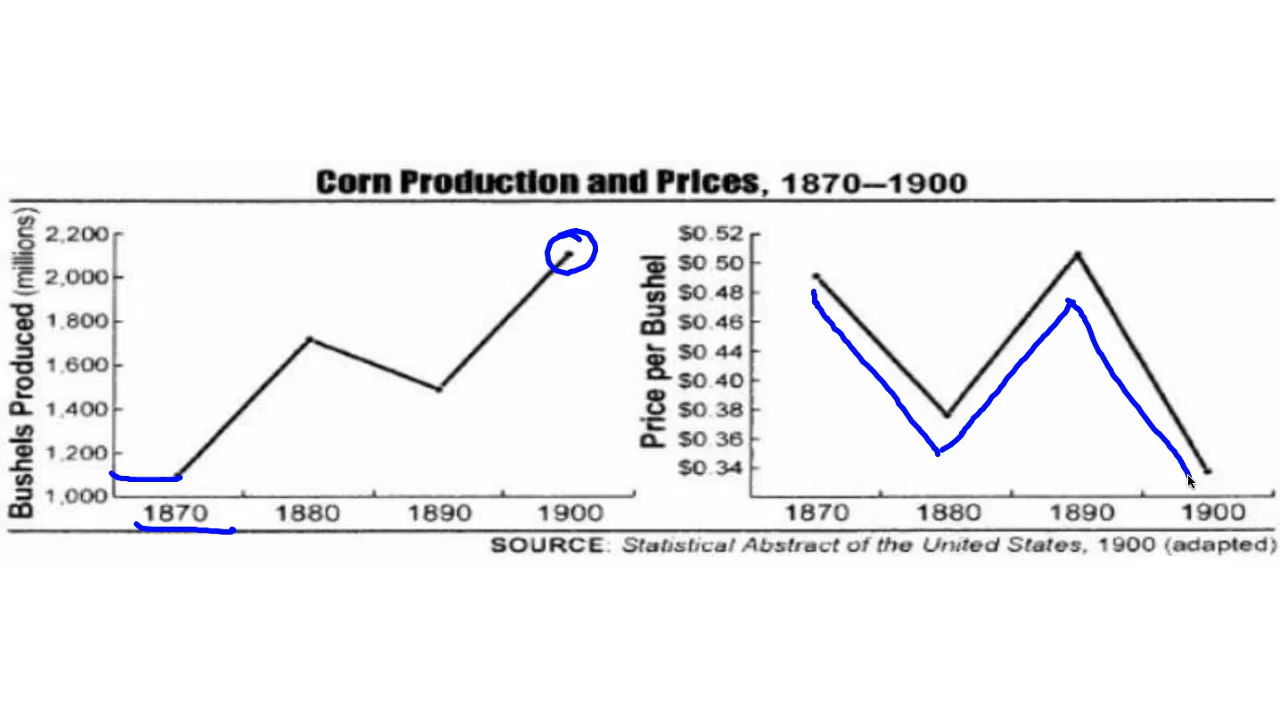 Corn Production and Prices, 1870–1900
Bushels Produced (millions)
2,200
2,000
1,800
1,600
1,400
1,200
1,000
1870 1880 1890 1900
Price per Bushel
$0.52
$0.50
$0.48
$0.46
$0.44
$0.40
$0.38
$0.36
$0.34
1870 1880 1890 1900
SOURCE: Statistical Abstract of the United States, 1900 (adapted)